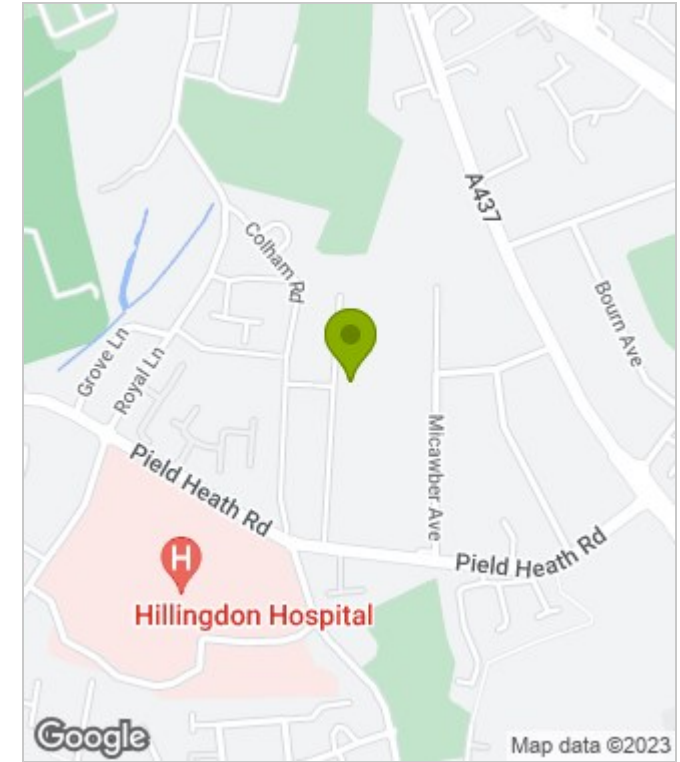 A437
Colham Rd
Bourn Ave
Grove Ln
Royal Ln
Micawber Ave
Pield Heath Rd
Pield Heath Rd
H
Hillingdon Hospital
Google
Map data ©2023